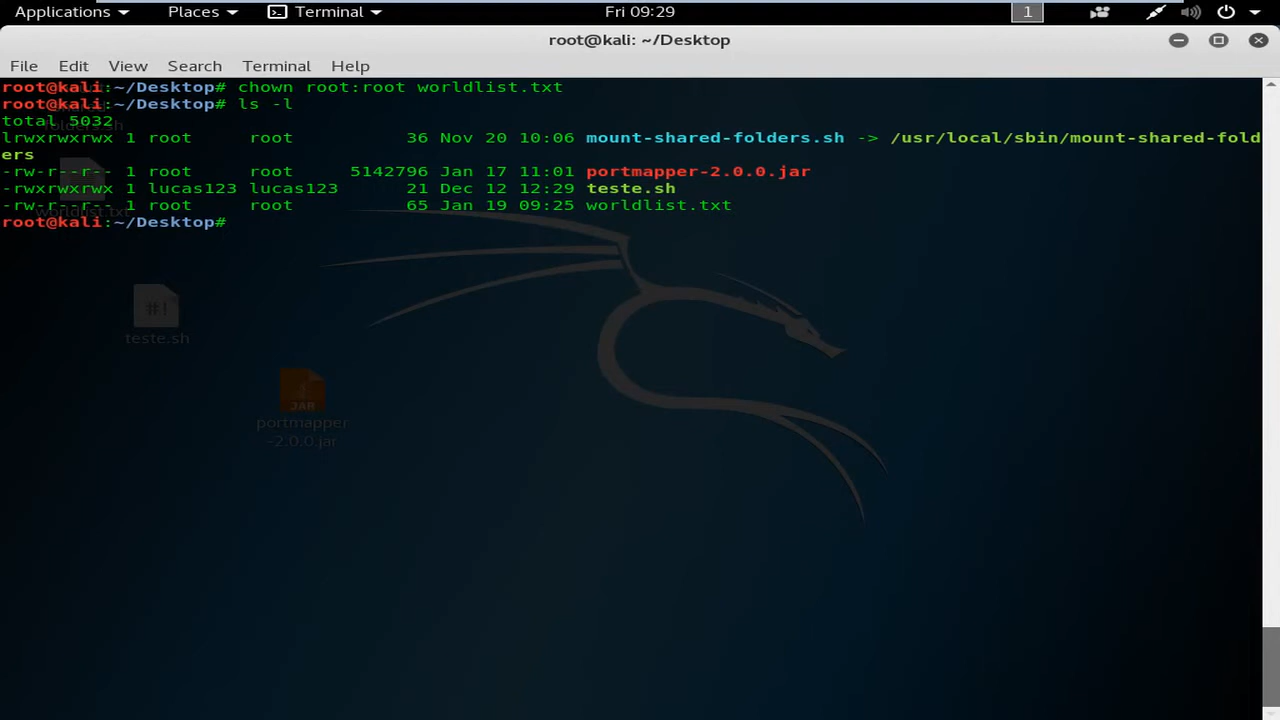 Applications Places Terminal Fri 09:29 1
root@kali: ~/Desktop
File Edit View Search Terminal Help
root@kali:~/Desktop# chown root:root worldlist.txt
root@kali:~/Desktop# ls -l
total 5032
lrwxrwxrwx 1 root root 36 Nov 20 10:06 mount-shared-folders.sh -> /usr/local/sbin/mount-shared-fold
ers
-rw-r--r-- 1 root root 5142796 Jan 17 11:01 portmapper-2.0.0.jar
-rwxrwxrwx 1 lucas123 lucas123 21 Dec 12 12:29 teste.sh
-rw-r--r-- 1 root root 65 Jan 19 09:25 worldlist.txt
root@kali:~/Desktop#
folders.sh
worldlist.txt
#!
teste.sh
JAR
portmapper
-2.0.0.jar